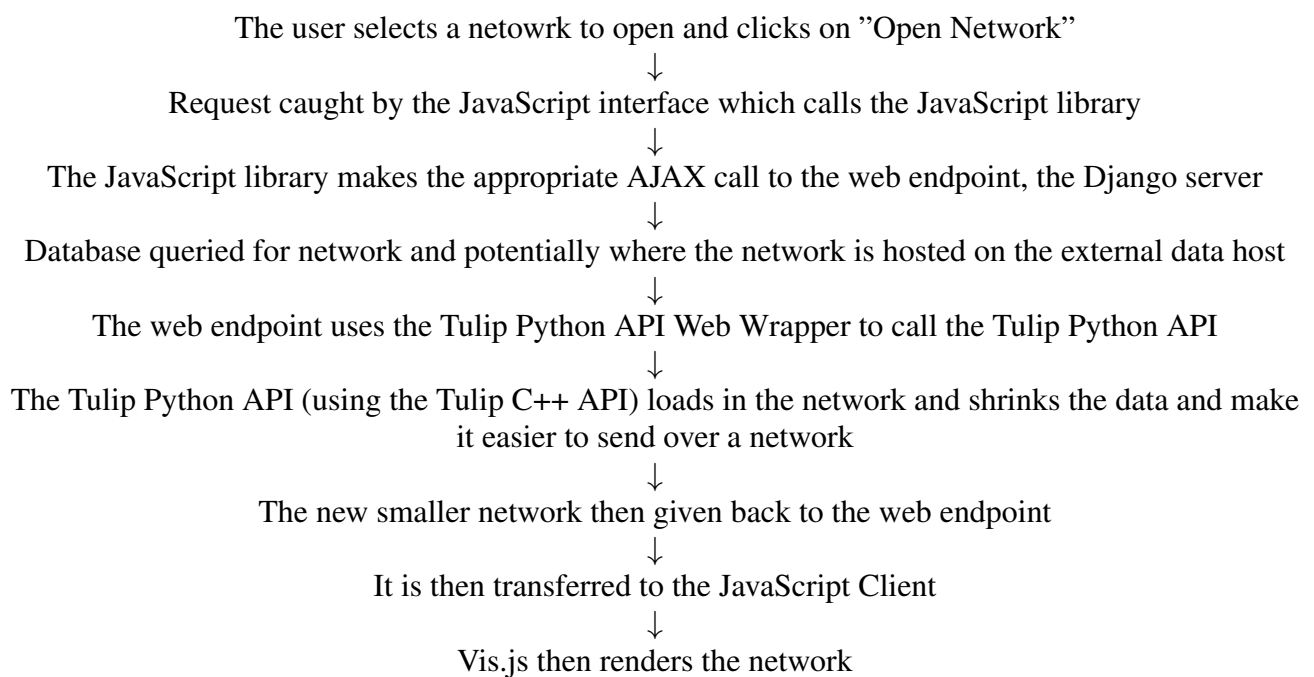 The user selects a netowrk to open and clicks on ”Open Network”
↓
Request caught by the JavaScript interface which calls the JavaScript library
↓
The JavaScript library makes the appropriate AJAX call to the web endpoint, the Django server
↓
Database queried for network and potentially where the network is hosted on the external data host
↓
The web endpoint uses the Tulip Python API Web Wrapper to call the Tulip Python API
↓
The Tulip Python API (using the Tulip C++ API) loads in the network and shrinks the data and make
it easier to send over a network
↓
The new smaller network then given back to the web endpoint
↓
It is then transferred to the JavaScript Client
↓
Vis.js then renders the network